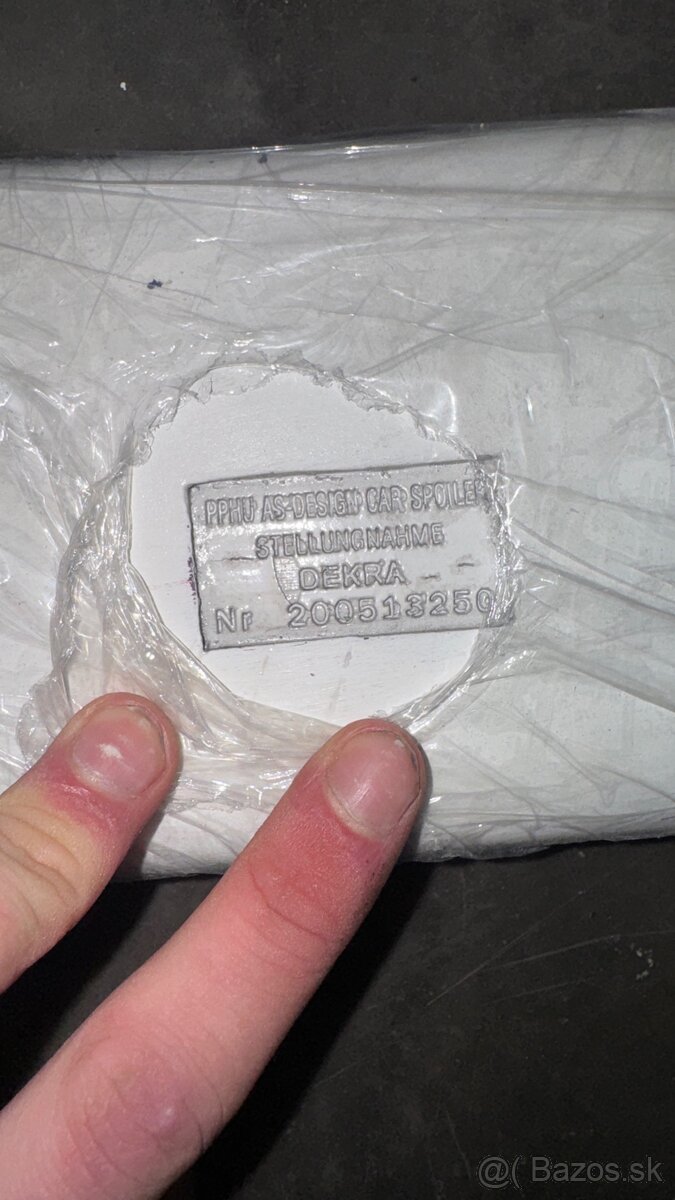 PPHU AS-DESIGN CAR SPOILER
STELLUNGNAHME
DEKRA
Nr 200513250
@( Bazos.sk